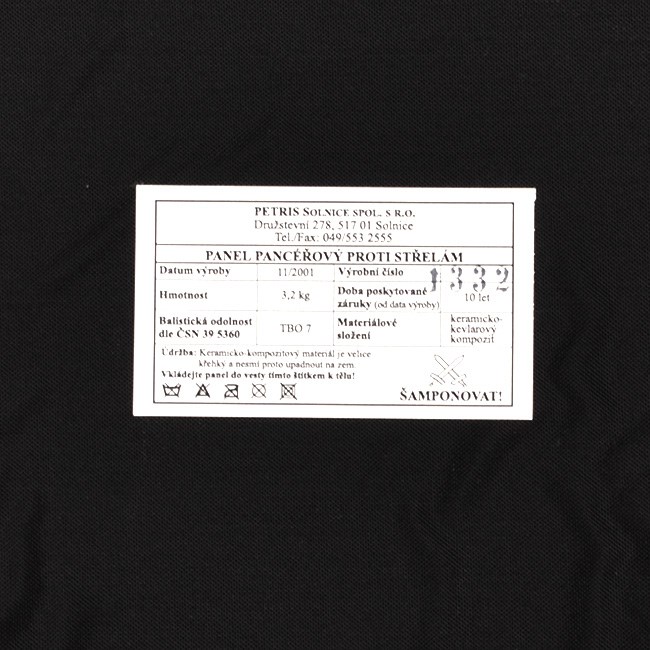 PETRIS SOLNICE SPOL. S R.O.
Družstevní 278, 517 01 Solnice
Tel./Fax: 049/553 2555
PANEL PANCÉŘOVÝ PROTI STŘELÁM
Datum výroby 11/2001 Výrobní číslo 1332
Hmotnost 3,2 kg Doba poskytované záruky (od data výroby) 10 let
Balistická odolnost dle ČSN 39 5360 TBO 7 Materiálové složení keramicko-kevlarový kompozit
Údržba: Keramicko-kompozitový materiál je velice
křehký a nesmí proto upadnout na zem.
Vkládejte panel do vesty tímto štítkem k tělu!
ŠAMPONOVAT!